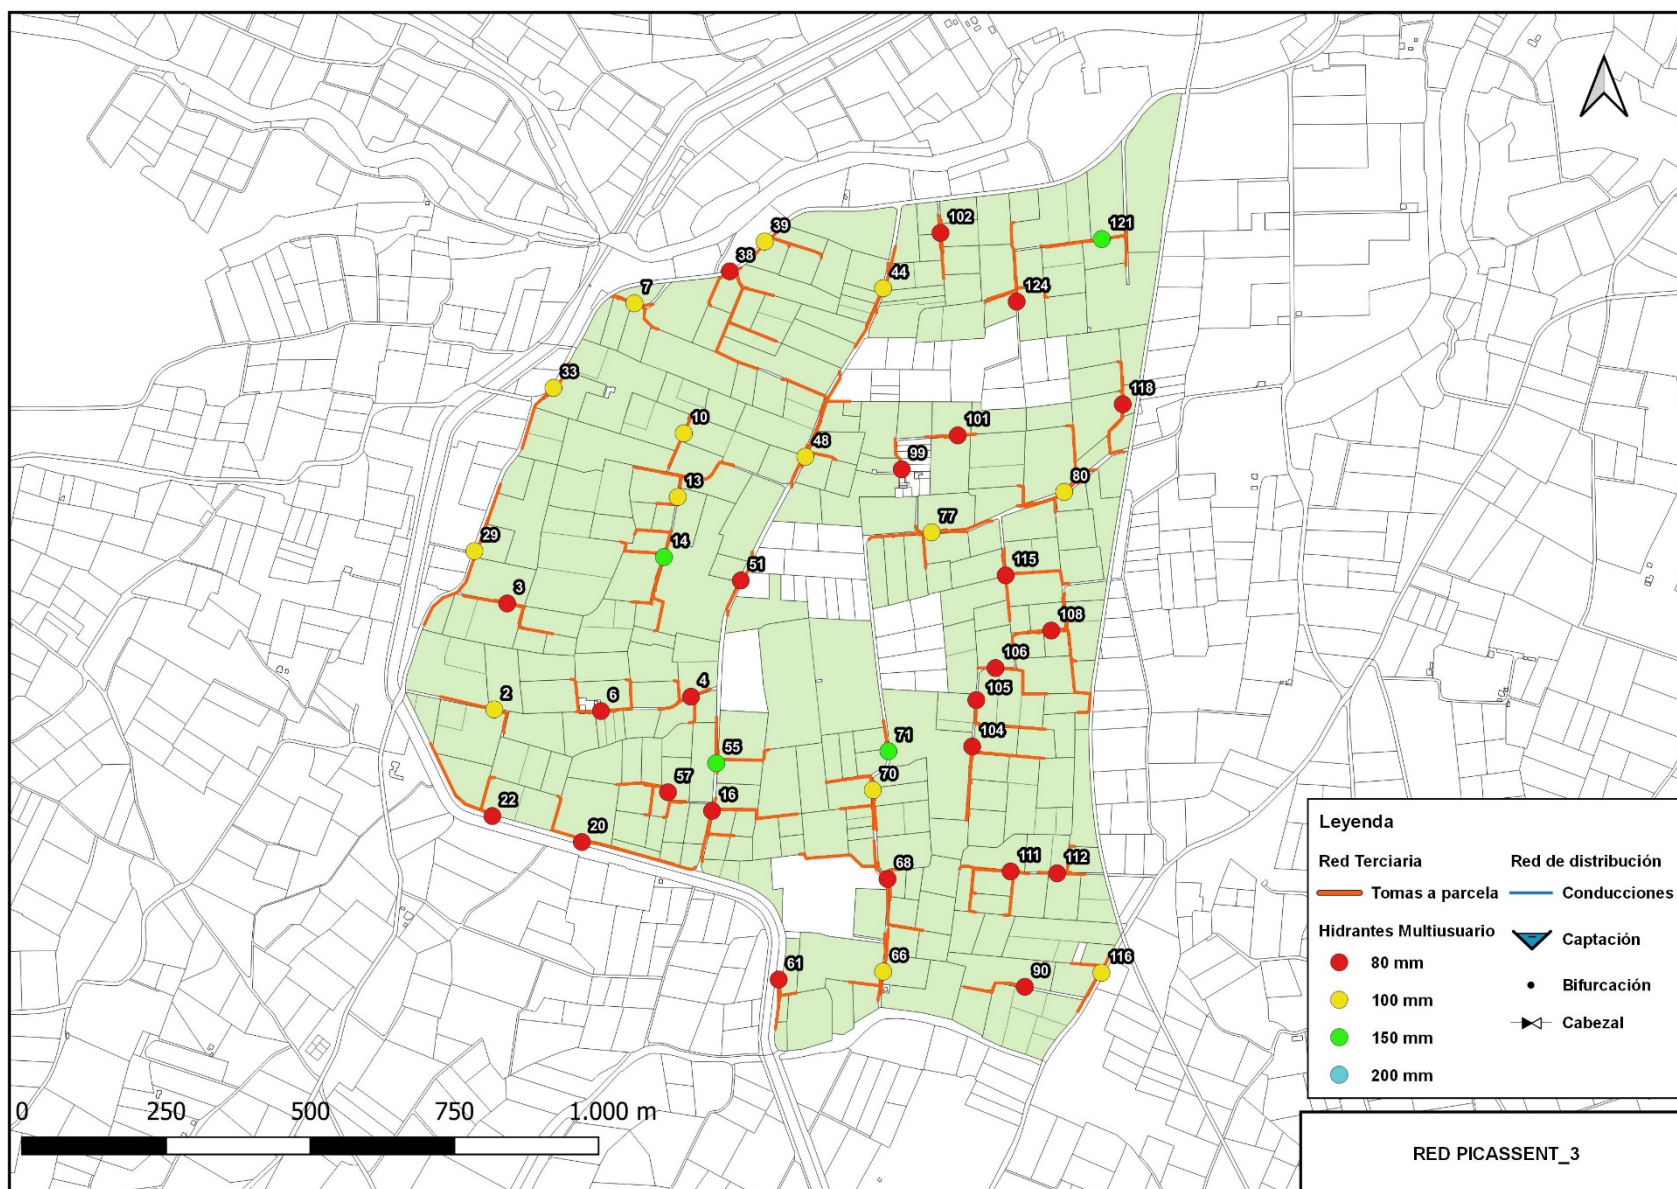 102
121
39
38
44
7
124
33
118
10
101
48
99
13
80
77
29
14
51
115
3
108
106
4
105
2
6
104
71
55
70
57
16
22
20
111
112
68
61
66
90
116
Leyenda
Red Terciaria
Tomas a parcela
Hidrantes Multiusuario
80 mm
100 mm
150 mm
200 mm
Red de distribución
Conducciones
Captación
Bifurcación
Cabezal
0 250 500 750 1.000 m
RED PICASSENT_3